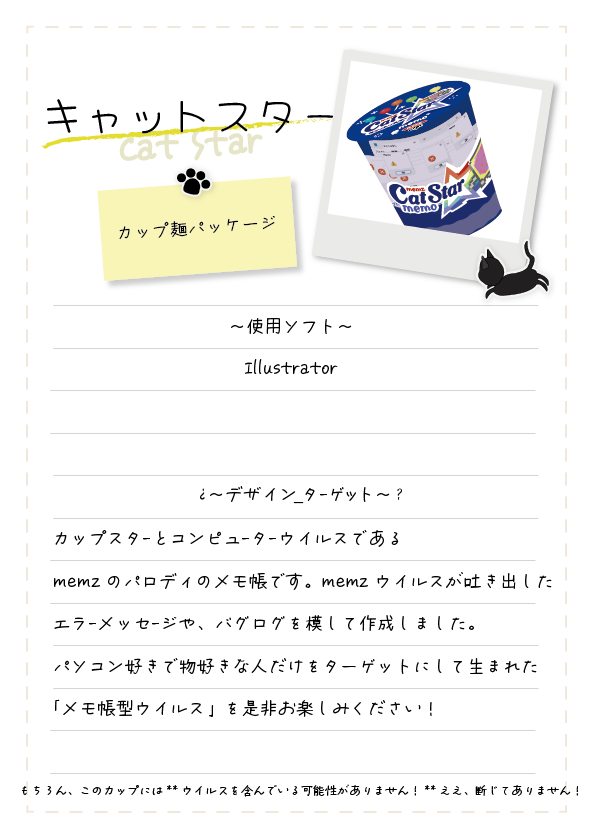 キャットスター
cat star
カップ麺パッケージ
Cat Star
memz
Cat Star
memo
～使用ソフト～
Illustrator
¿～デザイン_ターゲット～？
カップスターとコンピューターウイルスである
memz のパロディのメモ帳です。memz ウイルスが吐き出した
エラーメッセージや、バグログを模して作成しました。
パソコン好きで物好きな人だけをターゲットにして生まれた
「メモ帳型ウイルス」を是非お楽しみください！
もちろん、このカップには**ウイルスを含んでいる可能性がありません！**ええ、断じてありません！